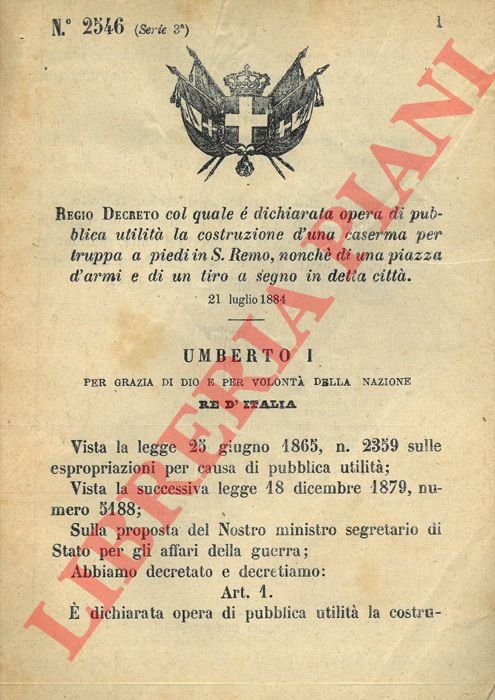 N.° 2546 (Serie 3ª)
1
REGIO DECRETO col quale é dichiarata opera di pub-
blica utilità la costruzione d'una caserma per
truppa a piedi in S. Remo, nonchè di una piazza
d'armi e di un tiro a segno in detta città.
21 luglio 1884
UMBERTO I
PER GRAZIA DI DIO E PER VOLONTÀ DELLA NAZIONE
RE D'ITALIA
Vista la legge 25 giugno 1865, n. 2359 sulle
espropriazioni per causa di pubblica utilità;
Vista la successiva legge 18 dicembre 1879, nu-
mero 5188;
Sulla proposta del Nostro ministro segretario di
Stato per gli affari della guerra;
Abbiamo decretato e decretiamo:
Art. 1.
È dichiarata opera di pubblica utilità la costru-
LIBRERIA PIANI